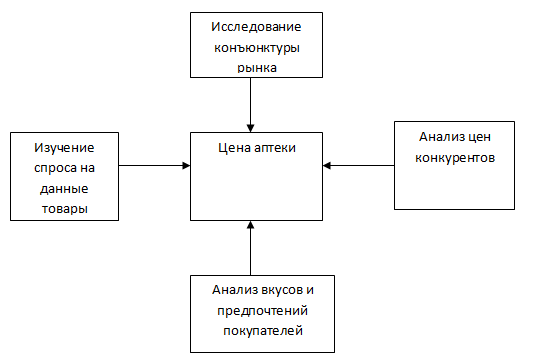 Исследование
конъюнктуры
рынка
Изучение
спроса на
данные
товары
Цена аптеки
Анализ цен
конкурентов
Анализ вкусов и
предпочтений
покупателей